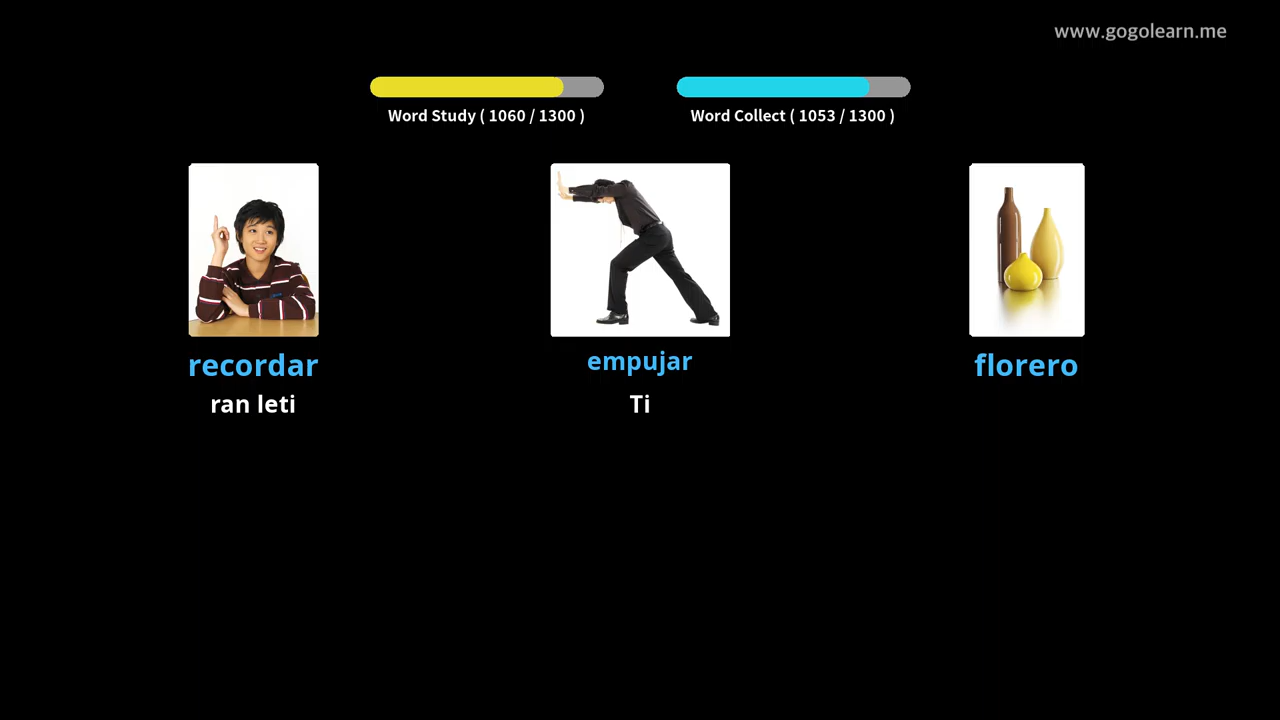 www.gogolearn.me
Word Study ( 1060 / 1300 )
Word Collect ( 1053 / 1300 )
recordar
empujar
florero
ran leti
Ti